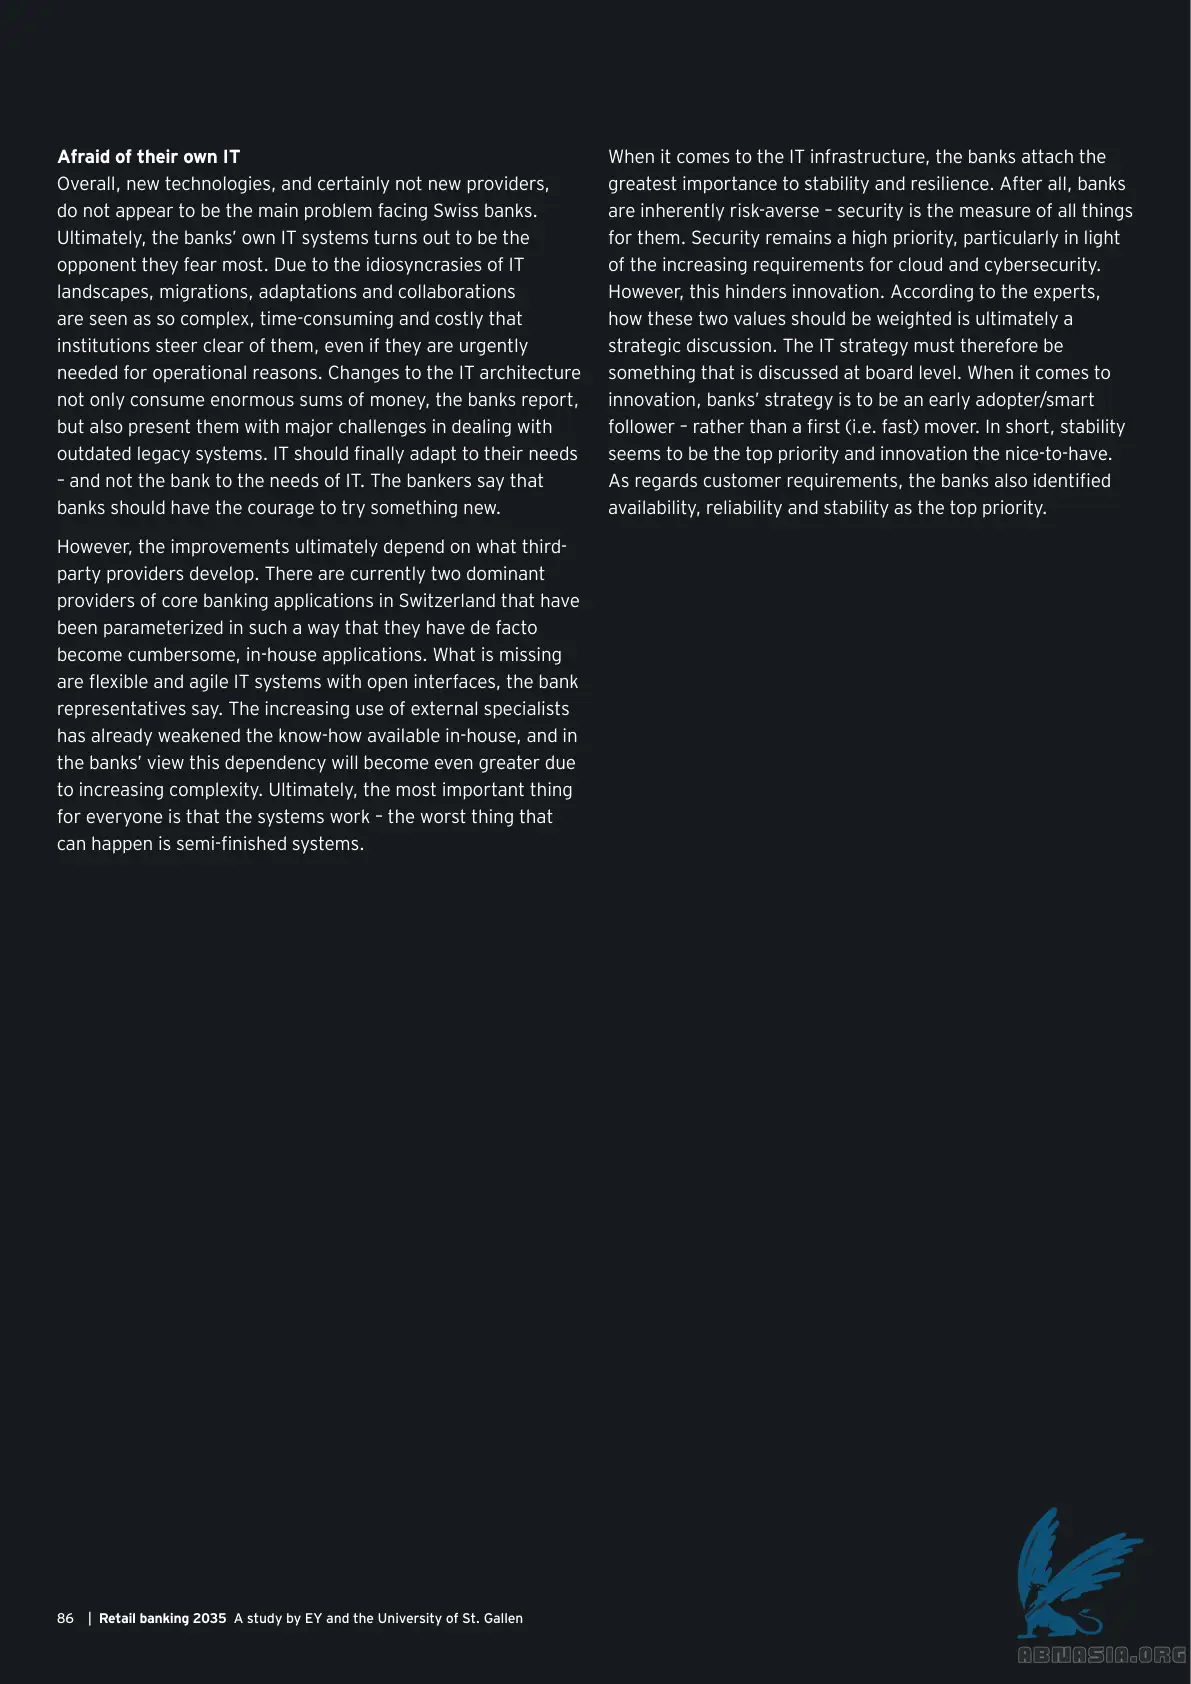 Afraid of their own IT
Overall, new technologies, and certainly not new providers,
do not appear to be the main problem facing Swiss banks.
Ultimately, the banks’ own IT systems turns out to be the
opponent they fear most. Due to the idiosyncrasies of IT
landscapes, migrations, adaptations and collaborations
are seen as so complex, time-consuming and costly that
institutions steer clear of them, even if they are urgently
needed for operational reasons. Changes to the IT architecture
not only consume enormous sums of money, the banks report,
but also present them with major challenges in dealing with
outdated legacy systems. IT should finally adapt to their needs
– and not the bank to the needs of IT. The bankers say that
banks should have the courage to try something new.
However, the improvements ultimately depend on what third-
party providers develop. There are currently two dominant
providers of core banking applications in Switzerland that have
been parameterized in such a way that they have de facto
become cumbersome, in-house applications. What is missing
are flexible and agile IT systems with open interfaces, the bank
representatives say. The increasing use of external specialists
has already weakened the know-how available in-house, and in
the banks’ view this dependency will become even greater due
to increasing complexity. Ultimately, the most important thing
for everyone is that the systems work – the worst thing that
can happen is semi-finished systems.
When it comes to the IT infrastructure, the banks attach the
greatest importance to stability and resilience. After all, banks
are inherently risk-averse – security is the measure of all things
for them. Security remains a high priority, particularly in light
of the increasing requirements for cloud and cybersecurity.
However, this hinders innovation. According to the experts,
how these two values should be weighted is ultimately a
strategic discussion. The IT strategy must therefore be
something that is discussed at board level. When it comes to
innovation, banks’ strategy is to be an early adopter/smart
follower – rather than a first (i.e. fast) mover. In short, stability
seems to be the top priority and innovation the nice-to-have.
As regards customer requirements, the banks also identified
availability, reliability and stability as the top priority.
86 | Retail banking 2035 A study by EY and the University of St. Gallen
ABNASIA.ORG